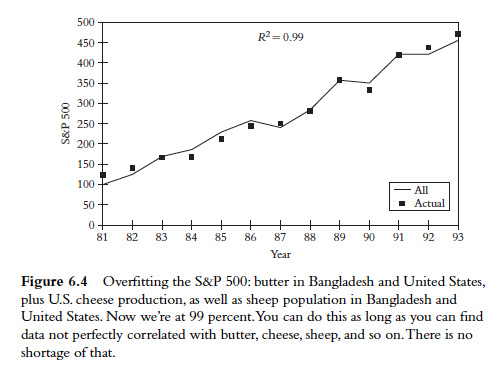 500
450
400
350
300
250
200
150
100
50
0
S&P 500
R² = 0.99
All
Actual
81 82 83 84 85 86 87 88 89 90 91 92 93
Year
Figure 6.4 Overfitting the S&P 500: butter in Bangladesh and United States,
plus U.S. cheese production, as well as sheep population in Bangladesh and
United States. Now we're at 99 percent. You can do this as long as you can find
data not perfectly correlated with butter, cheese, sheep, and so on. There is no
shortage of that.